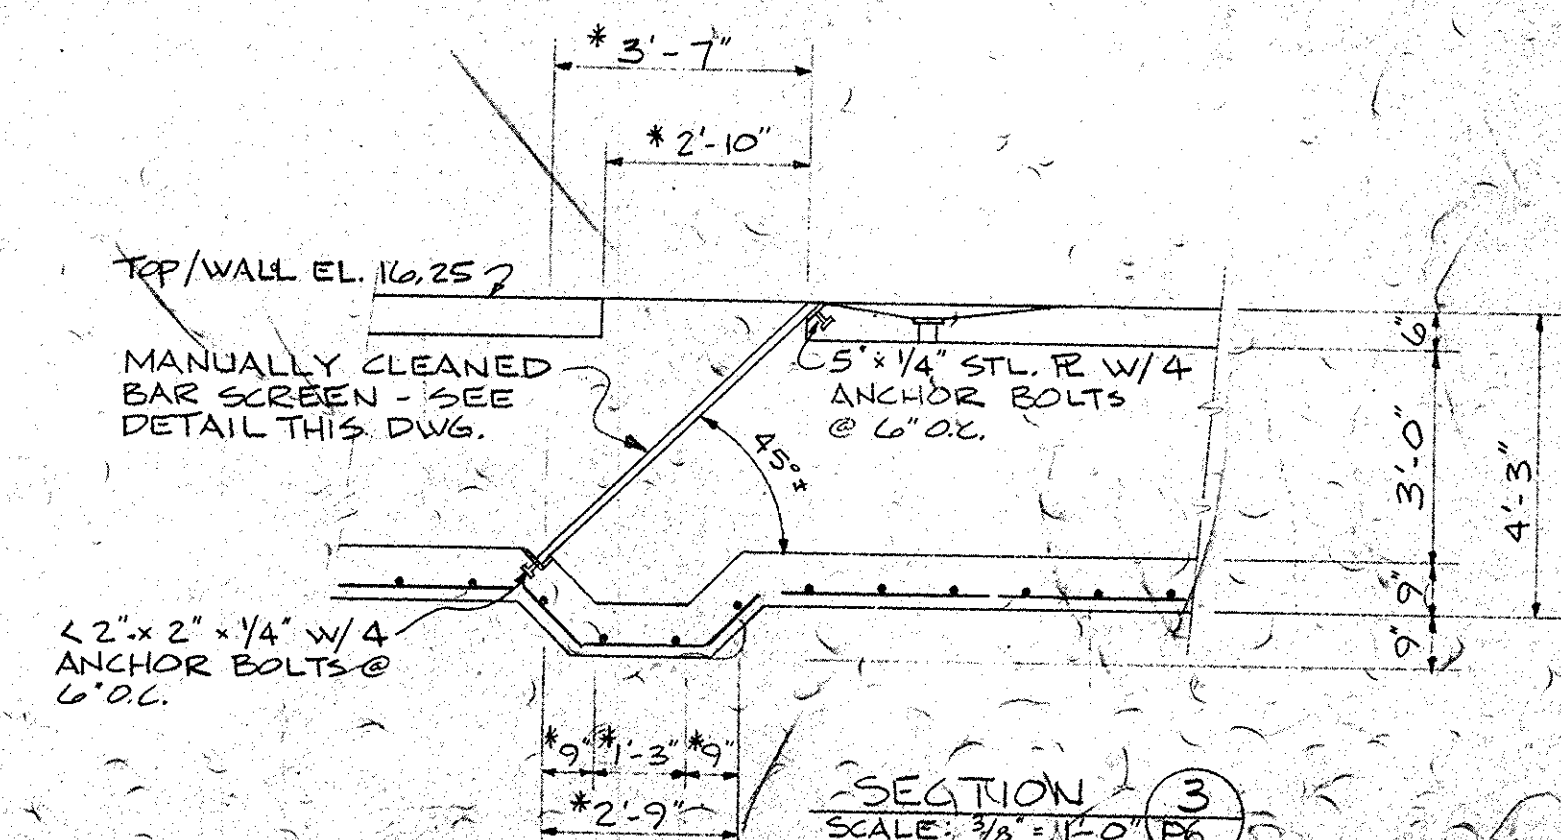 * 3'-7"
* 2'-10"
TOP/WALL EL. 16.25
MANUALLY CLEANED
BAR SCREEN - SEE
DETAIL THIS DWG.
5" x 1/4" STL. PL W/ 4
ANCHOR BOLTS
@ 6" O.C.
45°±
6"
3'-0"
4'-3"
9"
9"
< 2" x 2" x 1/4" W/ 4
ANCHOR BOLTS @
6" O.C.
*9" *1'-3" *9"
*2'-9"
SECTION 3
SCALE: 3/8" = 1'-0" P6